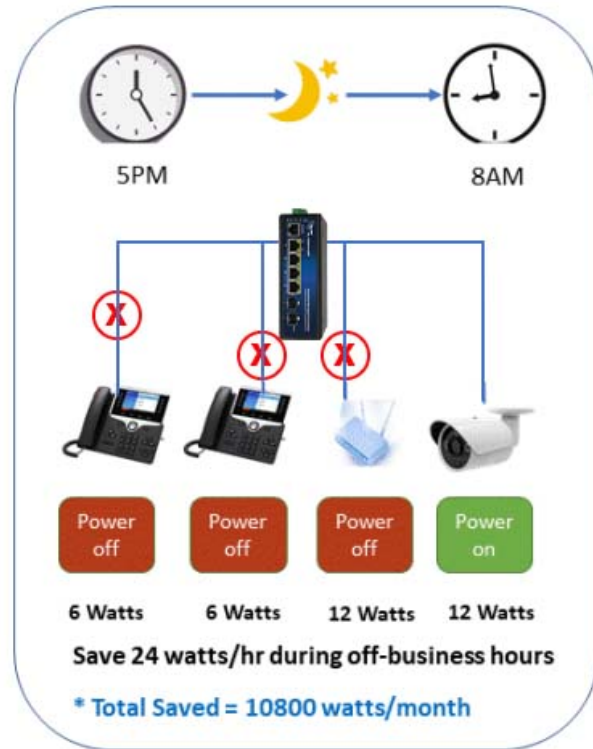 5PM
8AM
X
X
X
Power off
Power off
Power off
Power on
6 Watts
6 Watts
12 Watts
12 Watts
Save 24 watts/hr during off-business hours
* Total Saved = 10800 watts/month